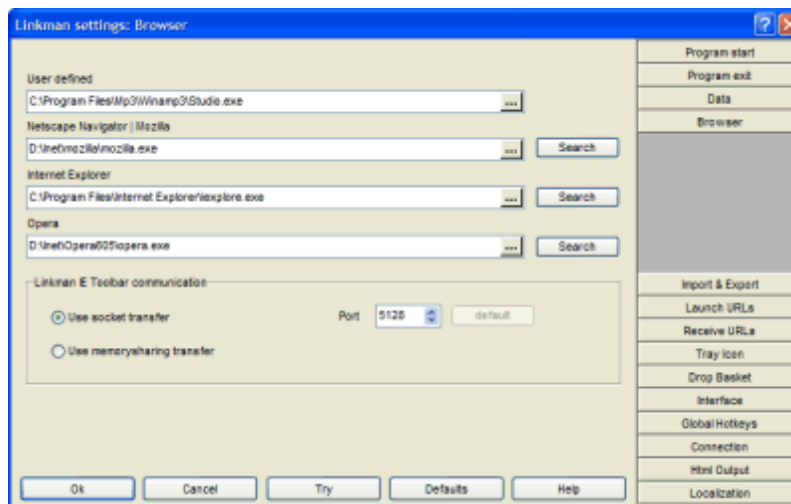 Linkman settings: Browser
User defined
C:\Program Files\Mp3\Winamp3\Studio.exe
...
Netscape Navigator | Mozilla
D:\Inet\mozilla\mozilla.exe
...
Search
Internet Explorer
C:\Program Files\Internet Explorer\iexplore.exe
...
Search
Opera
D:\Inet\Opera605\opera.exe
...
Search
Linkman IE Toolbar communication
Use socket transfer
Port
5128
default
Use memorysharing transfer
Ok
Cancel
Try
Defaults
Help
Program start
Program exit
Data
Browser
Import & Export
Launch URLs
Receive URLs
Tray Icon
Drop Basket
Interface
Global Hotkeys
Connection
Html Output
Localization